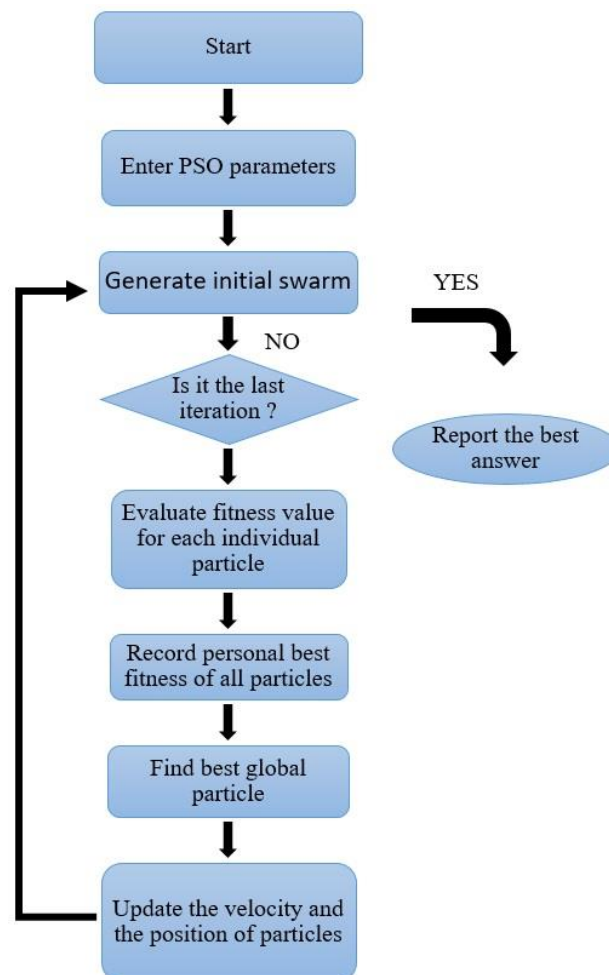 Start
Enter PSO parameters
Generate initial swarm
YES
NO
Is it the last
iteration ?
Report the best
answer
Evaluate fitness value
for each individual
particle
Record personal best
fitness of all particles
Find best global
particle
Update the velocity and
the position of particles